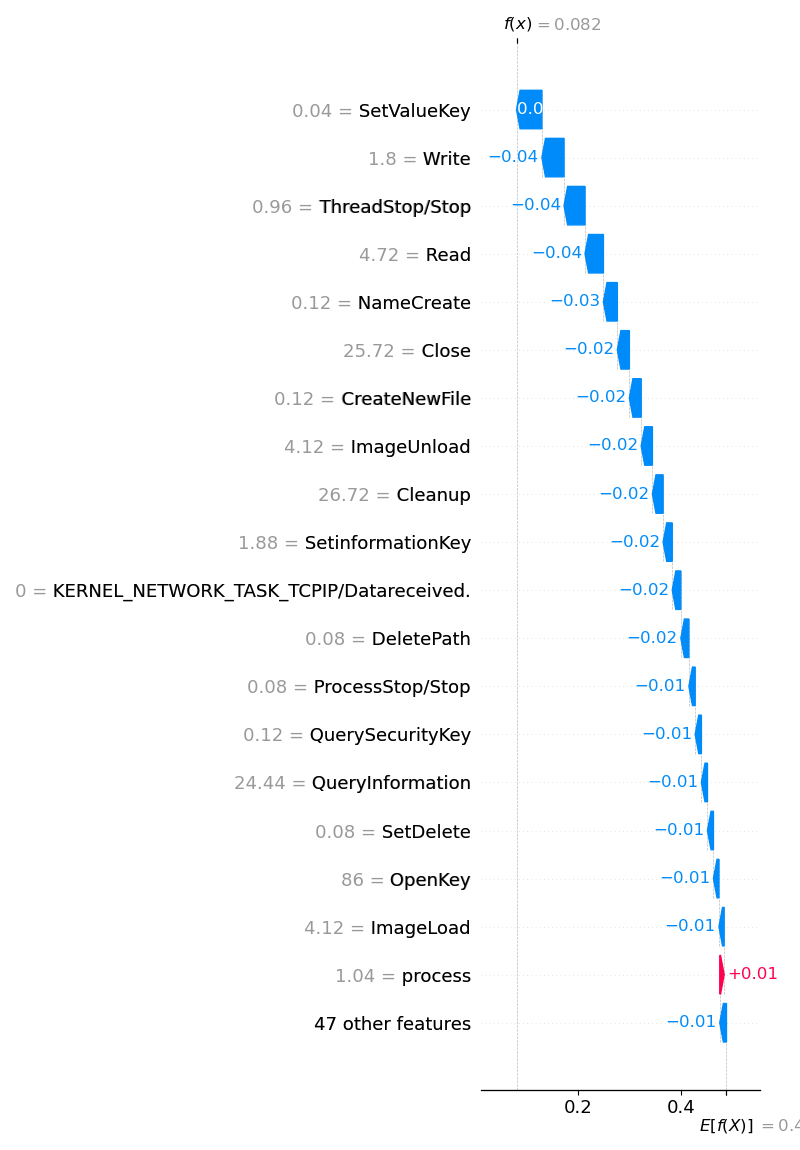 f(x) = 0.082
0.04 = SetValueKey
0.0
1.8 = Write
−0.04
0.96 = ThreadStop/Stop
−0.04
4.72 = Read
−0.04
0.12 = NameCreate
−0.03
25.72 = Close
−0.02
0.12 = CreateNewFile
−0.02
4.12 = ImageUnload
−0.02
26.72 = Cleanup
−0.02
1.88 = SetinformationKey
−0.02
0 = KERNEL_NETWORK_TASK_TCPIP/Datareceived.
−0.02
0.08 = DeletePath
−0.02
0.08 = ProcessStop/Stop
−0.01
0.12 = QuerySecurityKey
−0.01
24.44 = QueryInformation
−0.01
0.08 = SetDelete
−0.01
86 = OpenKey
−0.01
4.12 = ImageLoad
−0.01
1.04 = process
+0.01
47 other features
−0.01
0.2 0.4
E[f(X)] = 0.4